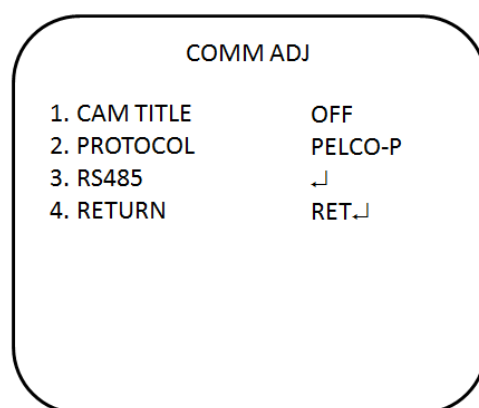 COMM ADJ
1. CAM TITLE OFF
2. PROTOCOL PELCO-P
3. RS485 ↵
4. RETURN RET↵